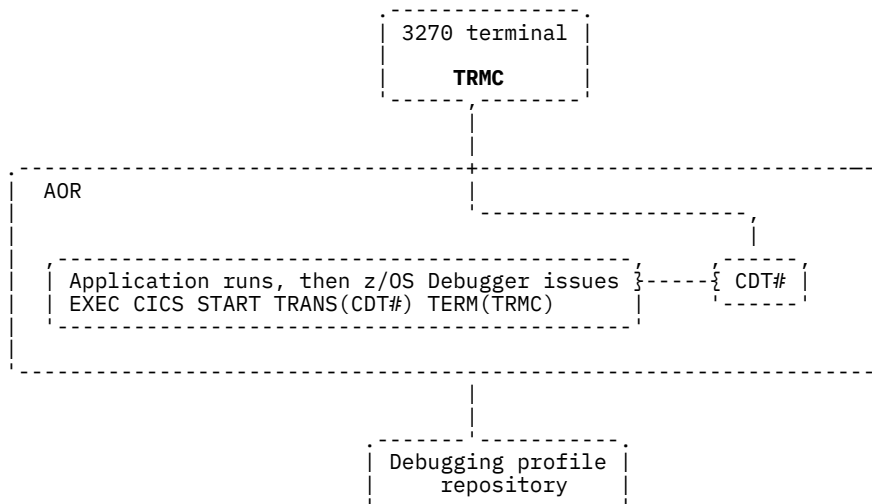 3270 terminal
TRMC
AOR
Application runs, then z/OS Debugger issues
EXEC CICS START TRANS(CDT#) TERM(TRMC)
CDT#
Debugging profile
repository